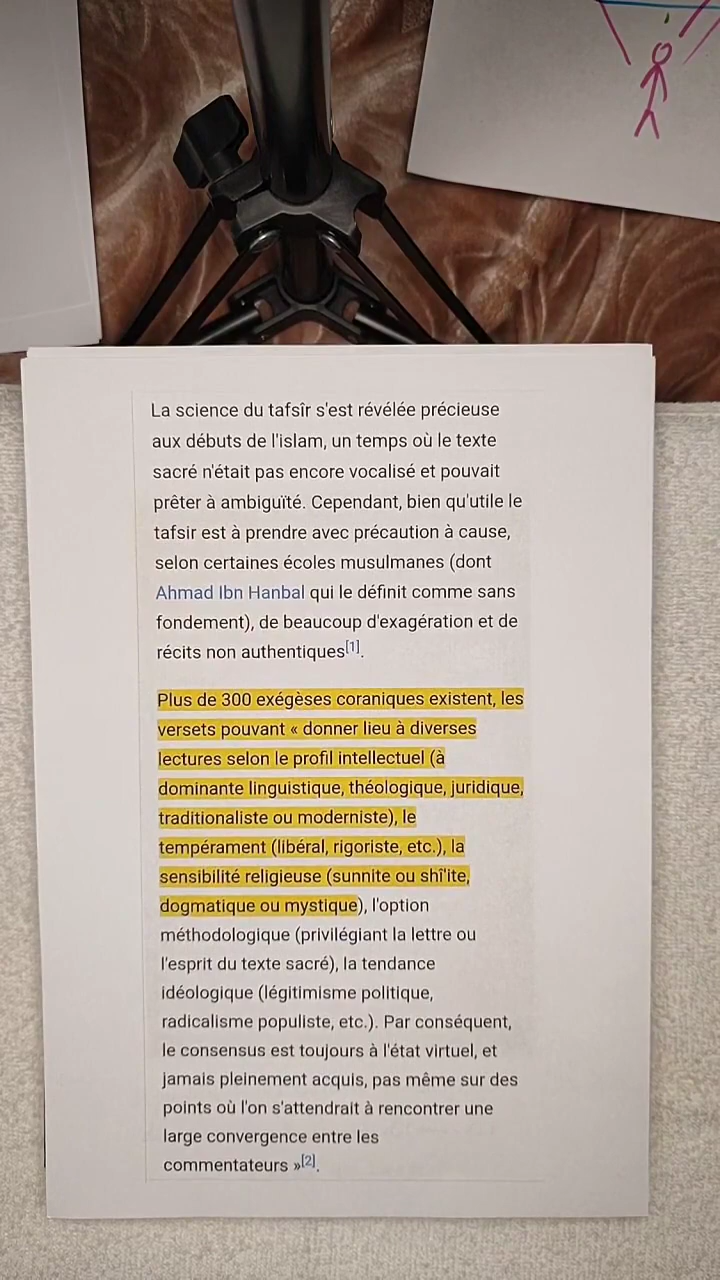 La science du tafsîr s'est révélée précieuse
aux débuts de l'islam, un temps où le texte
sacré n'était pas encore vocalisé et pouvait
prêter à ambiguïté. Cependant, bien qu'utile le
tafsir est à prendre avec précaution à cause,
selon certaines écoles musulmanes (dont
Ahmad Ibn Hanbal qui le définit comme sans
fondement), de beaucoup d'exagération et de
récits non authentiques[1].
Plus de 300 exégèses coraniques existent, les
versets pouvant « donner lieu à diverses
lectures selon le profil intellectuel (à
dominante linguistique, théologique, juridique,
traditionaliste ou moderniste), le
tempérament (libéral, rigoriste, etc.), la
sensibilité religieuse (sunnite ou shî'ite,
dogmatique ou mystique), l'option
méthodologique (privilégiant la lettre ou
l'esprit du texte sacré), la tendance
idéologique (légitimisme politique,
radicalisme populiste, etc.). Par conséquent,
le consensus est toujours à l'état virtuel, et
jamais pleinement acquis, pas même sur des
points où l'on s'attendrait à rencontrer une
large convergence entre les
commentateurs »[2].